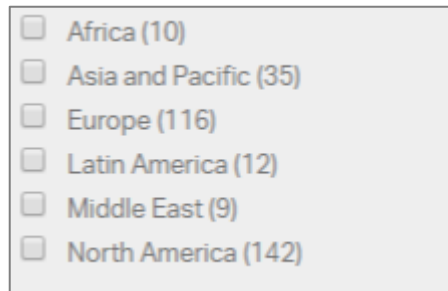 Africa (10)
Asia and Pacific (35)
Europe (116)
Latin America (12)
Middle East (9)
North America (142)